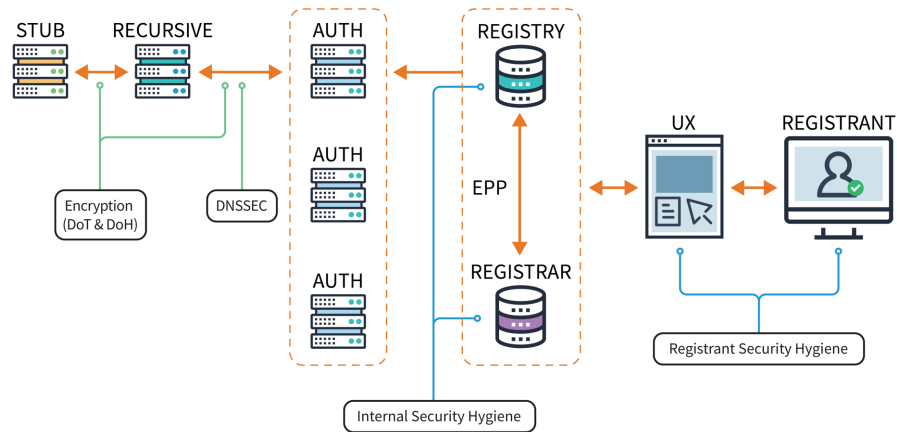 STUB
RECURSIVE
AUTH
REGISTRY
UX
REGISTRANT
AUTH
EPP
Encryption
(DoT & DoH)
DNSSEC
AUTH
REGISTRAR
Registrant Security Hygiene
Internal Security Hygiene